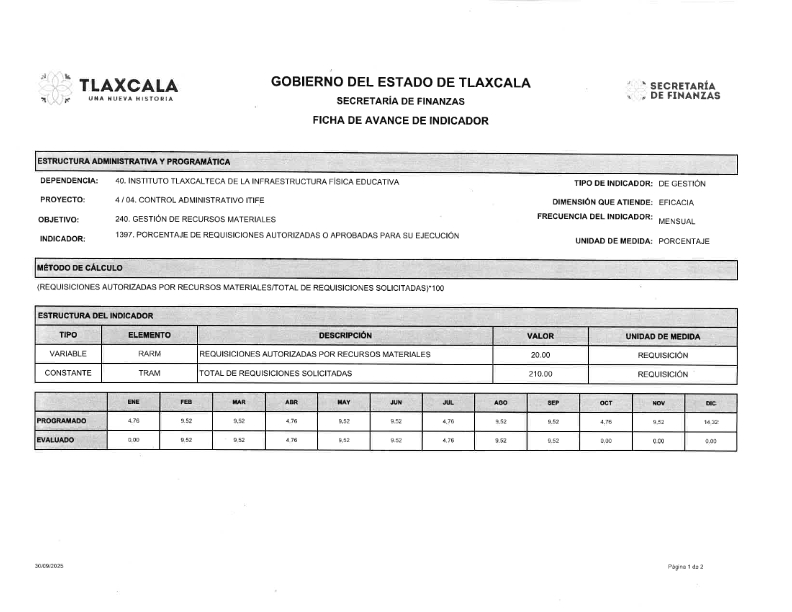 TLAXCALA
UNA NUEVA HISTORIA
GOBIERNO DEL ESTADO DE TLAXCALA
SECRETARÍA DE FINANZAS
FICHA DE AVANCE DE INDICADOR
SECRETARÍA
DE FINANZAS
ESTRUCTURA ADMINISTRATIVA Y PROGRAMÁTICA
DEPENDENCIA: 40. INSTITUTO TLAXCALTECA DE LA INFRAESTRUCTURA FÍSICA EDUCATIVA TIPO DE INDICADOR: DE GESTIÓN
PROYECTO: 4 / 04. CONTROL ADMINISTRATIVO ITIFE DIMENSIÓN QUE ATIENDE: EFICACIA
OBJETIVO: 240. GESTIÓN DE RECURSOS MATERIALES FRECUENCIA DEL INDICADOR: MENSUAL
INDICADOR: 1397. PORCENTAJE DE REQUISICIONES AUTORIZADAS O APROBADAS PARA SU EJECUCIÓN UNIDAD DE MEDIDA: PORCENTAJE
MÉTODO DE CÁLCULO
(REQUISICIONES AUTORIZADAS POR RECURSOS MATERIALES/TOTAL DE REQUISICIONES SOLICITADAS)*100
ESTRUCTURA DEL INDICADOR
TIPO ELEMENTO DESCRIPCIÓN VALOR UNIDAD DE MEDIDA
VARIABLE RARM REQUISICIONES AUTORIZADAS POR RECURSOS MATERIALES 20.00 REQUISICIÓN
CONSTANTE TRAM TOTAL DE REQUISICIONES SOLICITADAS 210.00 REQUISICIÓN
ENE FEB MAR ABR MAY JUN JUL AGO SEP OCT NOV DIC
PROGRAMADO 4.76 9.52 9.52 4.76 9.52 9.52 4.76 9.52 9.52 4.76 9.52 14.32
EVALUADO 0.00 9.52 9.52 4.76 9.52 9.52 4.76 9.52 9.52 0.00 0.00 0.00
30/09/2025 Página 1 de 2